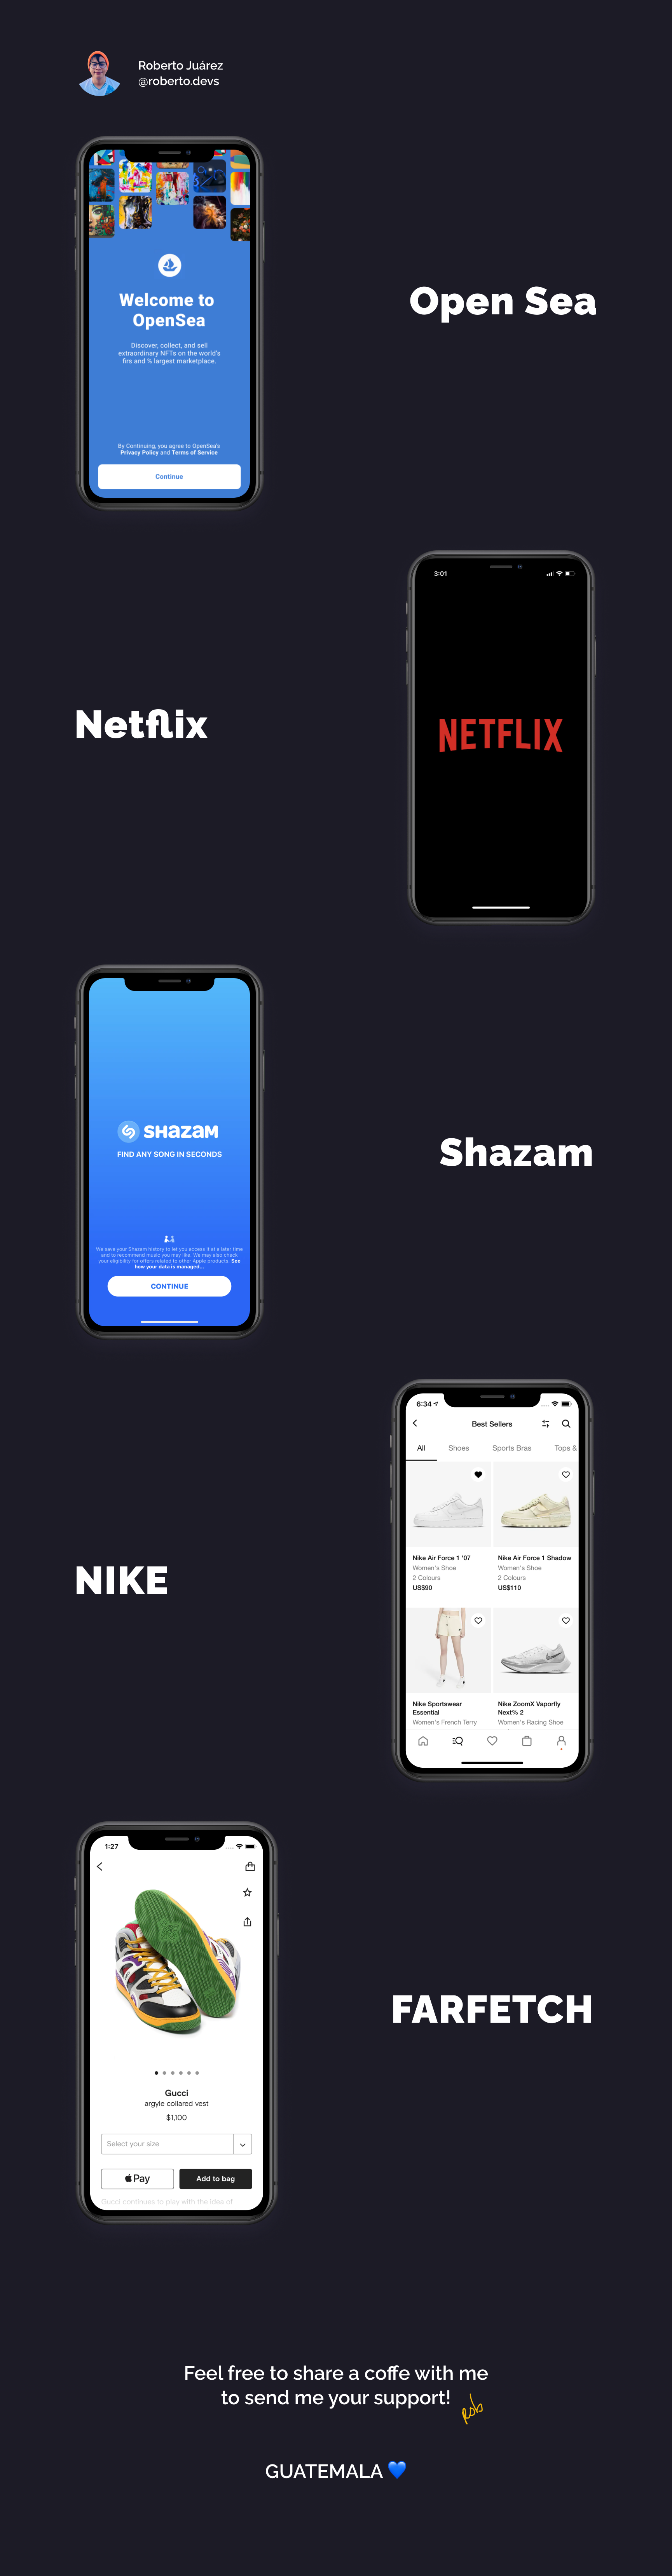 Roberto Juárez
@roberto.devs
Welcome to
OpenSea
Discover, collect, and sell
extraordinary NFTs on the world's
firs and % largest marketplace.
By Continuing, you agree to OpenSea's
Privacy Policy and Terms of Service
Continue
Open Sea
3:01
NETFLIX
Netflix
SHAZAM
FIND ANY SONG IN SECONDS
We save your Shazam history to let you access it at a later time
and to recommend music you may like. We may also check
your eligibility for offers related to other Apple products. See
how your data is managed...
CONTINUE
Shazam
6:34
Best Sellers
All Shoes Sports Bras Tops &
Nike Air Force 1 '07
Women's Shoe
2 Colours
US$90
Nike Air Force 1 Shadow
Women's Shoe
2 Colours
US$110
Nike Sportswear
Essential
Women's French Terry
Nike ZoomX Vaporfly
Next% 2
Women's Racing Shoe
NIKE
1:27
Gucci
argyle collared vest
$1,100
Select your size
Pay
Add to bag
Gucci continues to play with the idea of
FARFETCH
Feel free to share a coffe with me
to send me your support!
Rob
GUATEMALA 💙